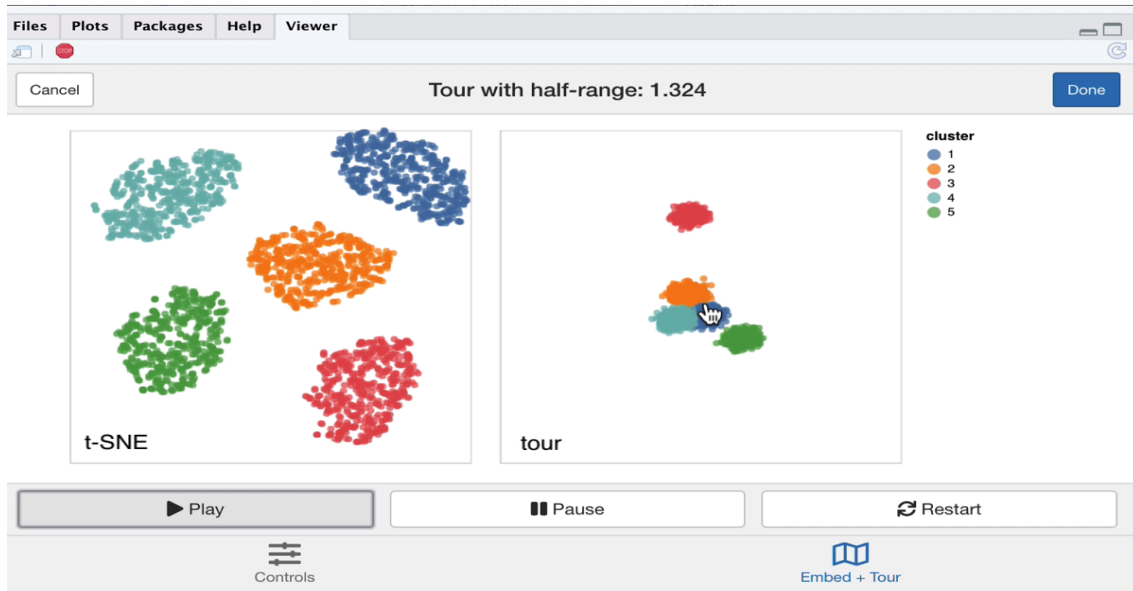 Files Plots Packages Help Viewer
STOP
Cancel Tour with half-range: 1.324 Done
cluster
1
2
3
4
5
t-SNE tour
Play Pause Restart
Controls Embed + Tour